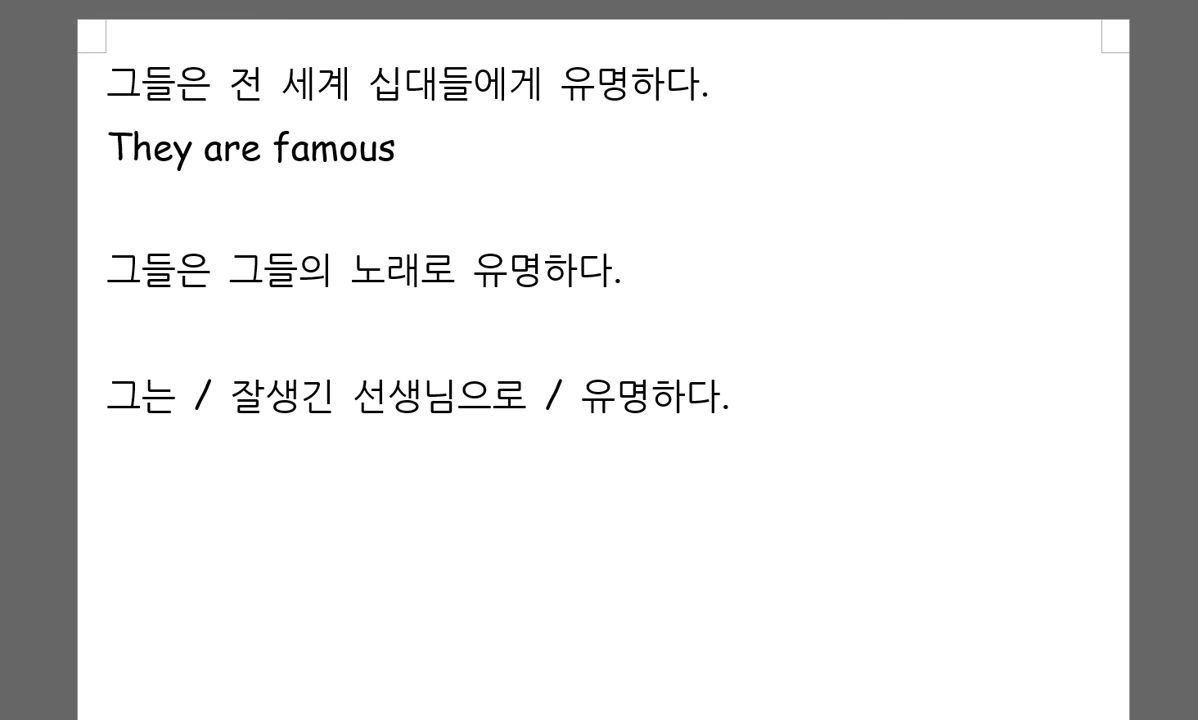 그들은 전 세계 십대들에게 유명하다.
They are famous
그들은 그들의 노래로 유명하다.
그는 / 잘생긴 선생님으로 / 유명하다.